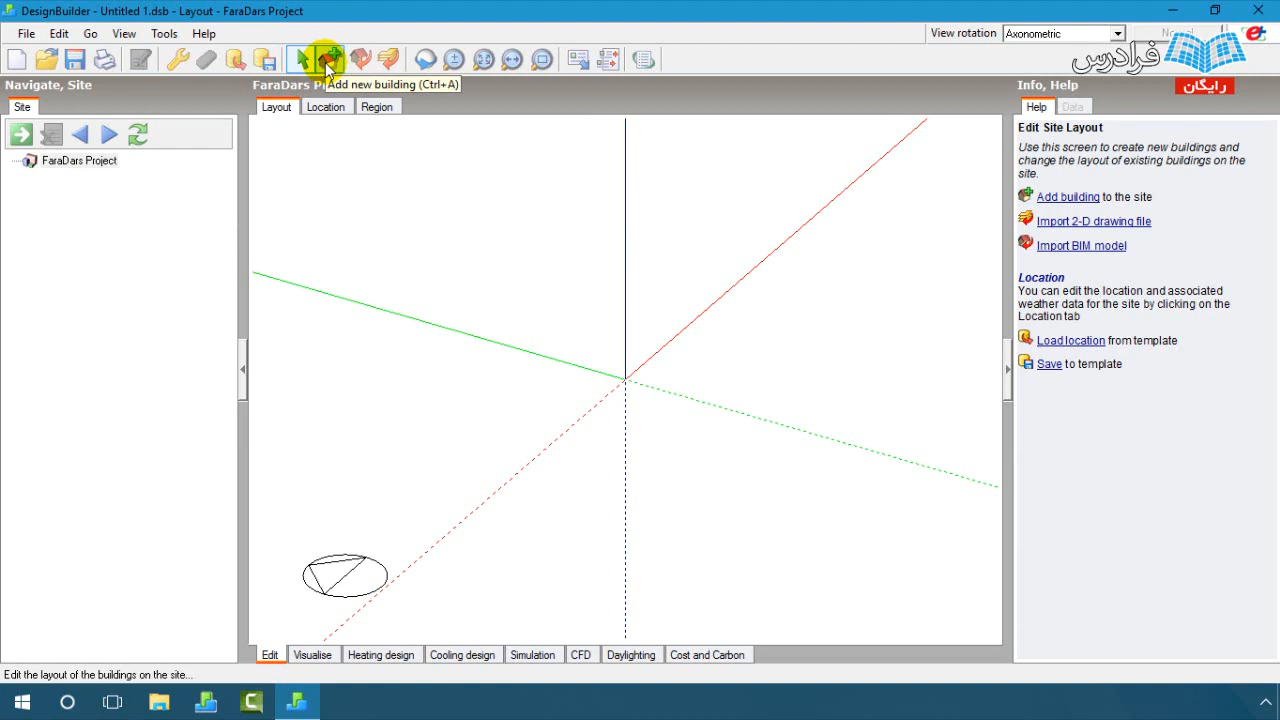 DesignBuilder - Untitled 1.dsb - Layout - FaraDars Project
File Edit Go View Tools Help
View rotation Axonometric
Normal
فرادرس
رایگان
Add new building (Ctrl+A)
Navigate, Site
Site
FaraDars Project
FaraDars P
Layout Location Region
Edit Visualise Heating design Cooling design Simulation CFD Daylighting Cost and Carbon
Info, Help
Help Data
Edit Site Layout
Use this screen to create new buildings and
change the layout of existing buildings on the
site.
Add building to the site
Import 2-D drawing file
Import BIM model
Location
You can edit the location and associated
weather data for the site by clicking on the
Location tab
Load location from template
Save to template
Edit the layout of the buildings on the site...